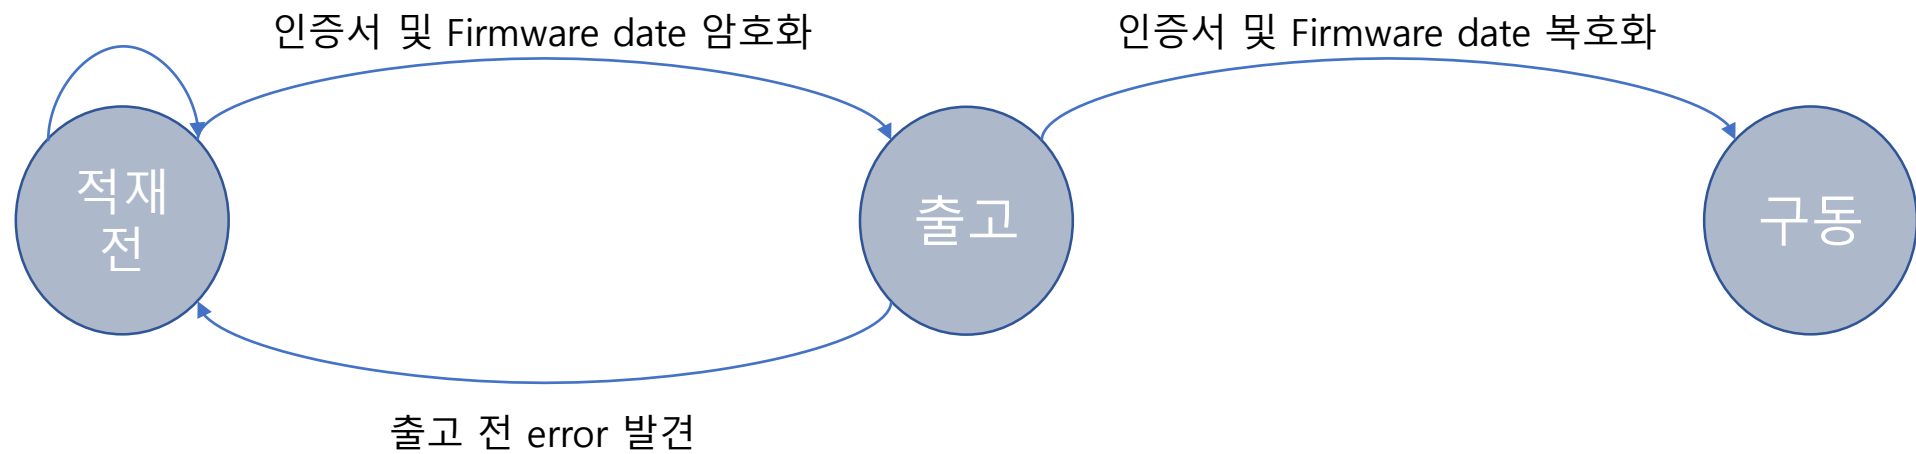 인증서 및 Firmware date 암호화
인증서 및 Firmware date 복호화
적재
전
출고
구동
출고 전 error 발견